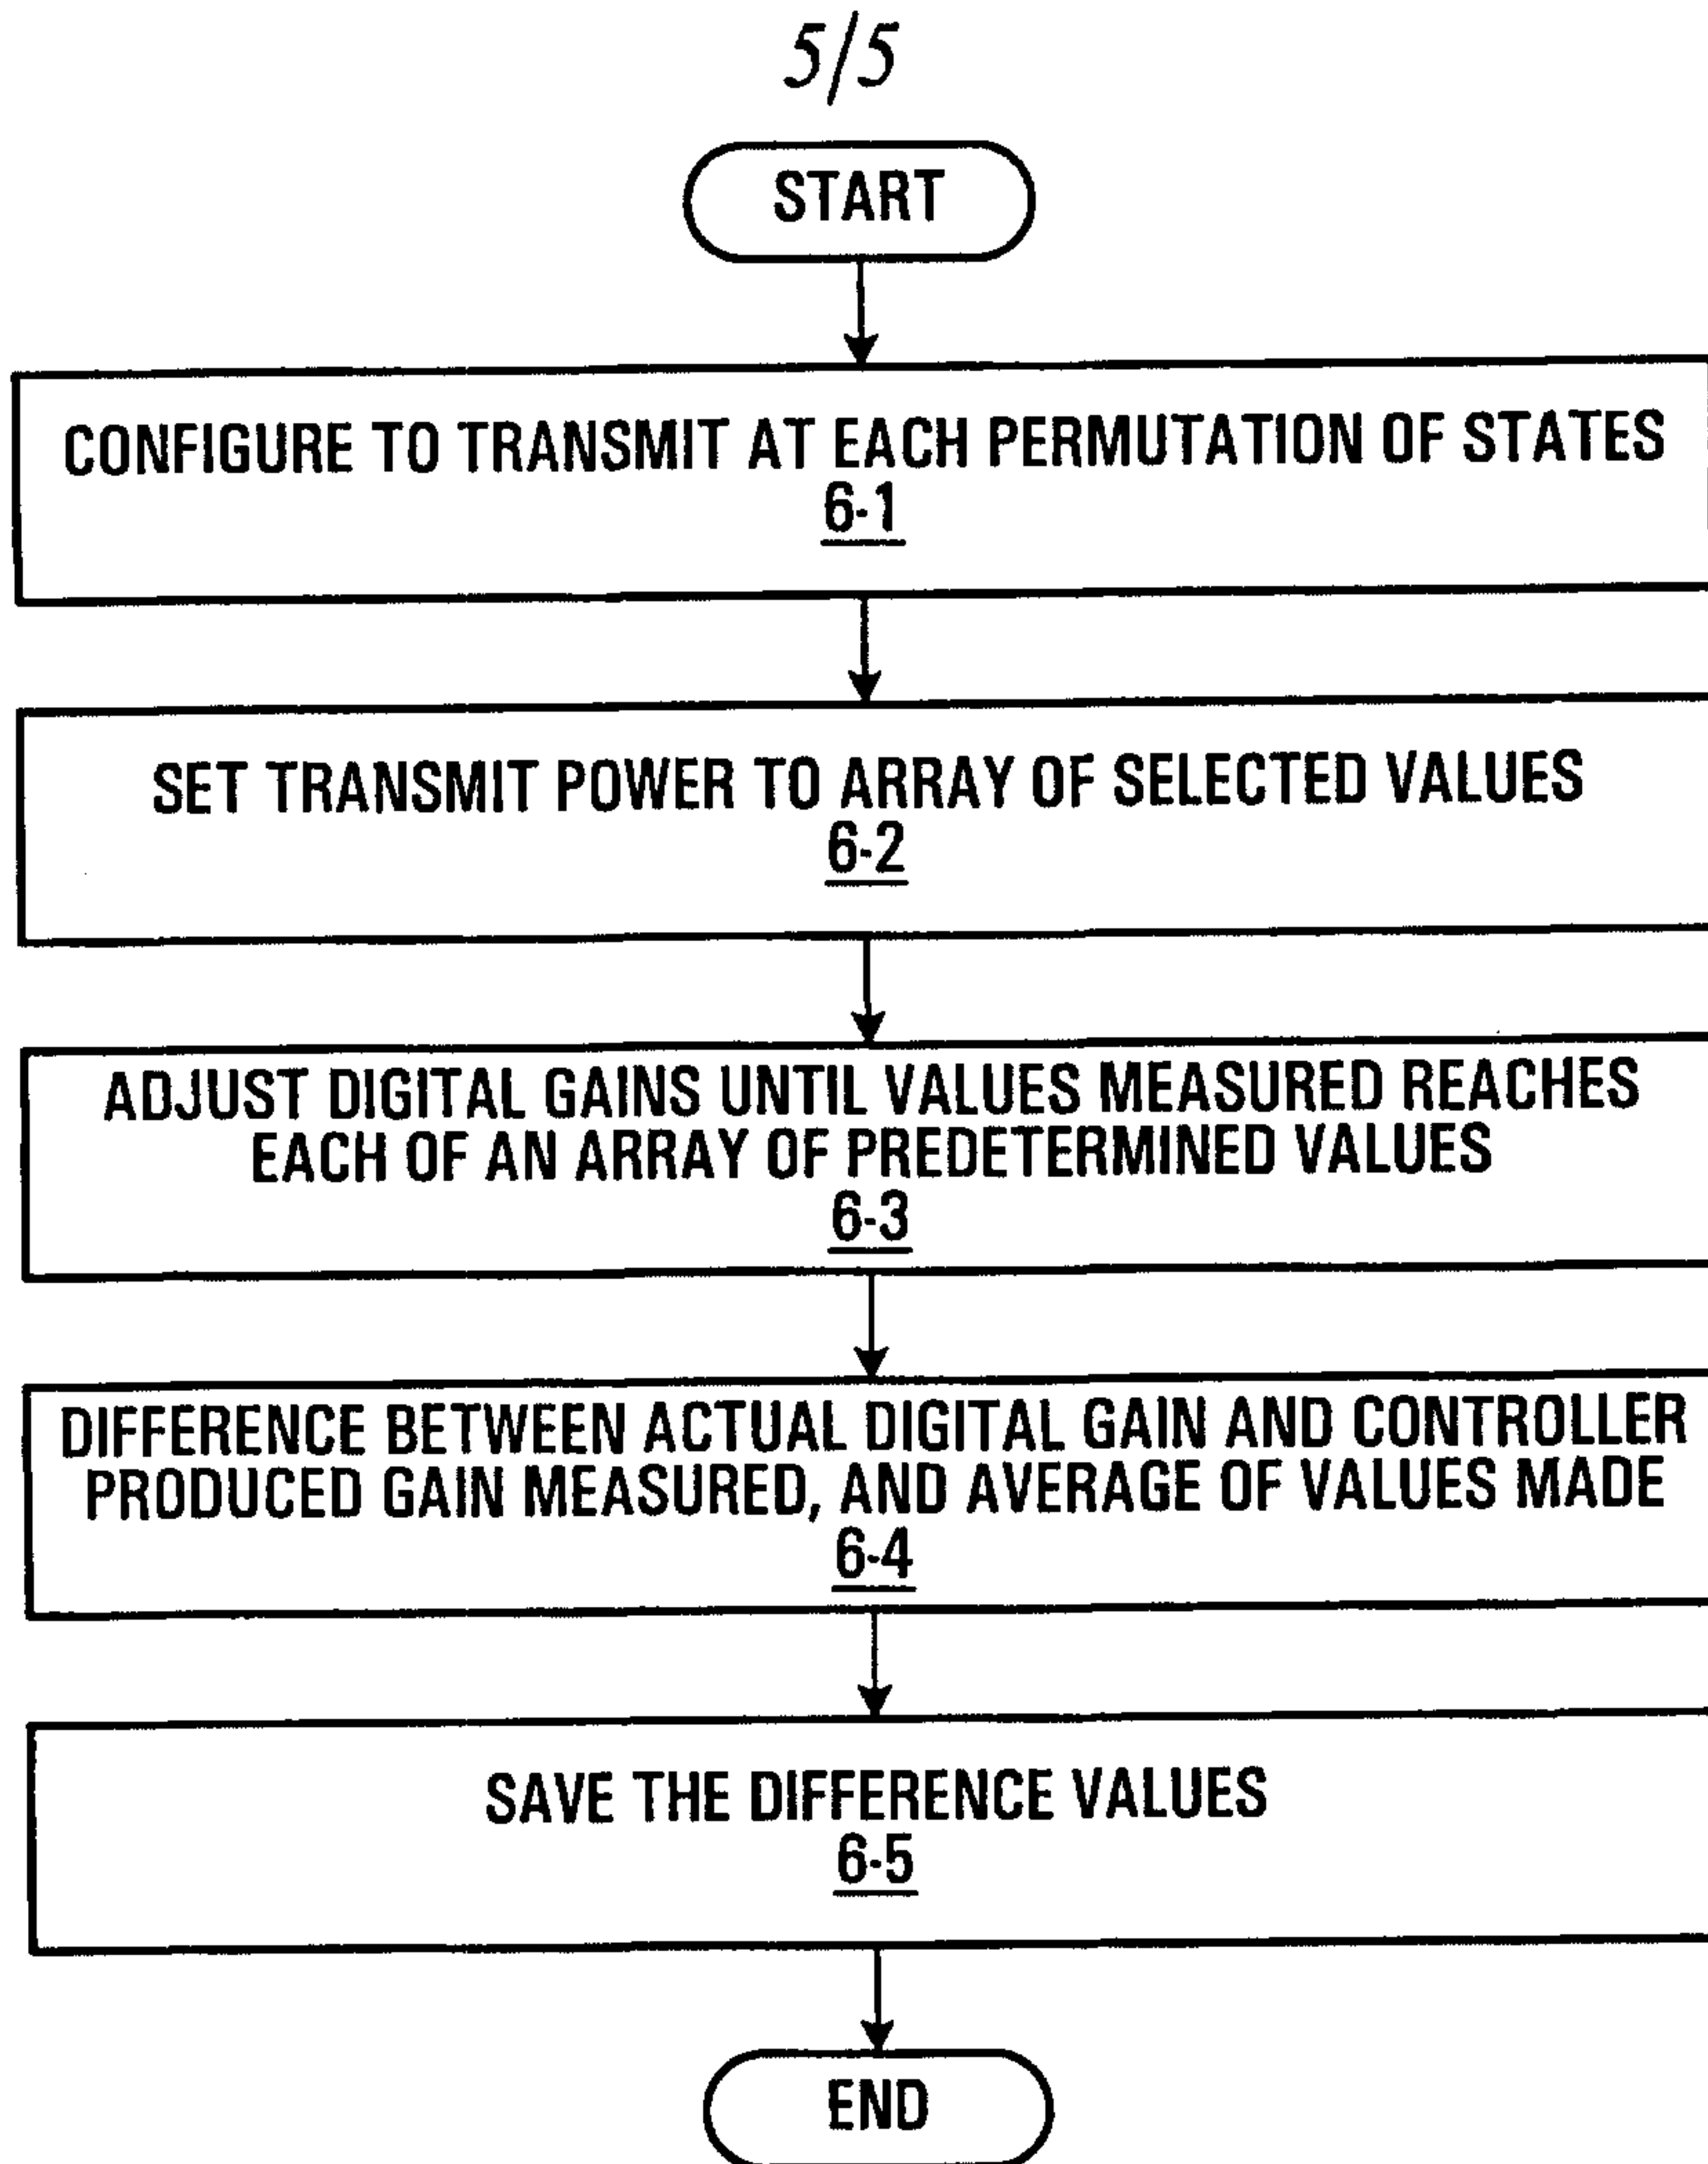 5/5
START
CONFIGURE TO TRANSMIT AT EACH PERMUTATION OF STATES
6-1
SET TRANSMIT POWER TO ARRAY OF SELECTED VALUES
6-2
ADJUST DIGITAL GAINS UNTIL VALUES MEASURED REACHES
EACH OF AN ARRAY OF PREDETERMINED VALUES
6-3
DIFFERENCE BETWEEN ACTUAL DIGITAL GAIN AND CONTROLLER
PRODUCED GAIN MEASURED, AND AVERAGE OF VALUES MADE
6-4
SAVE THE DIFFERENCE VALUES
6-5
END